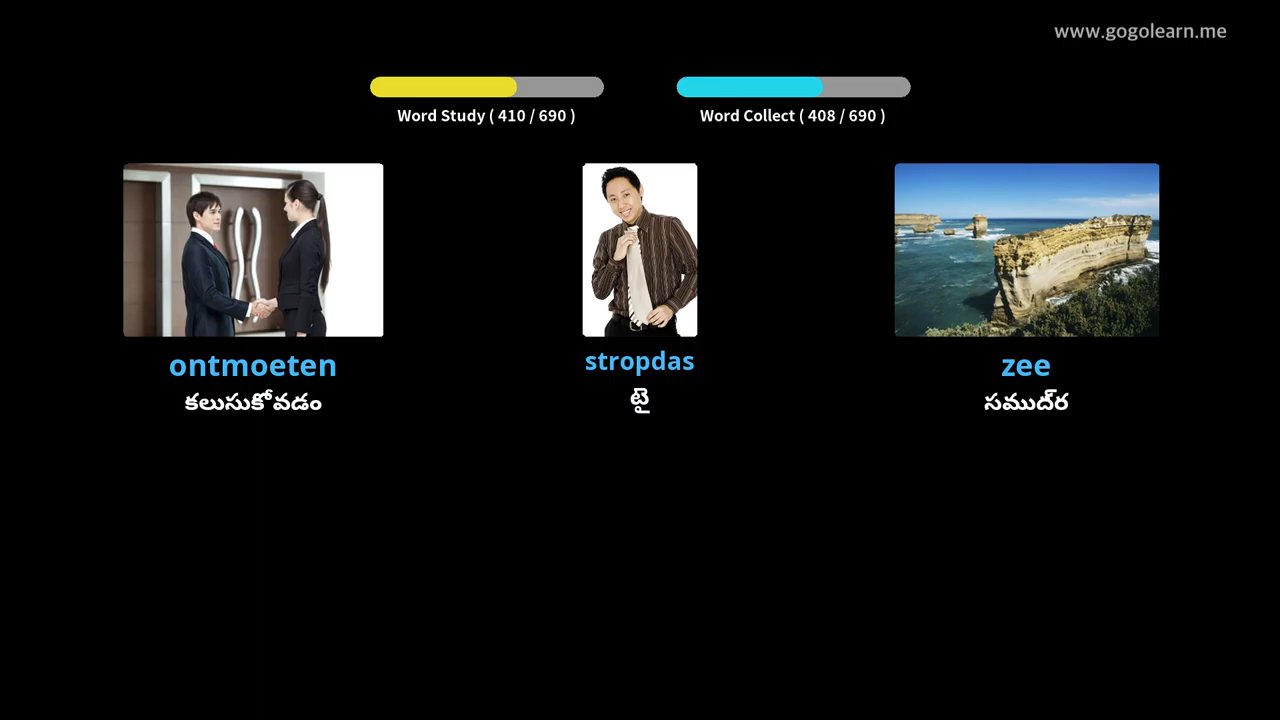 www.gogolearn.me
Word Study ( 410 / 690 )
Word Collect ( 408 / 690 )
ontmoeten
కలుసుకోవడం
stropdas
టై
zee
సముద్ర